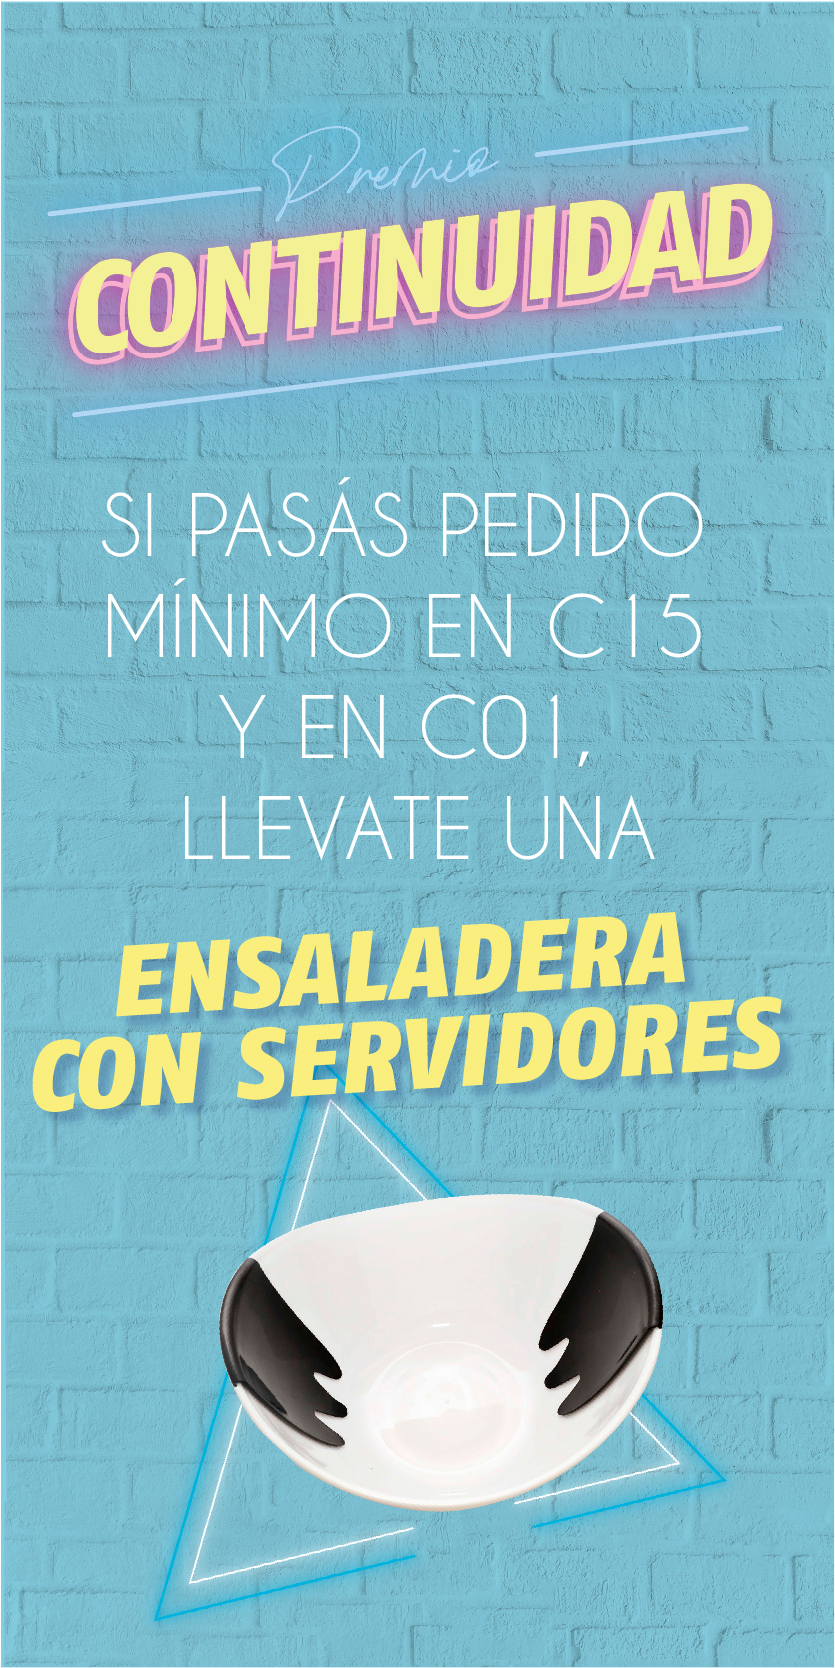 Premio
CONTINUIDAD
SI PASÁS PEDIDO
MÍNIMO EN C15
Y EN C01,
LLEVATE UNA
ENSALADERA
CON SERVIDORES